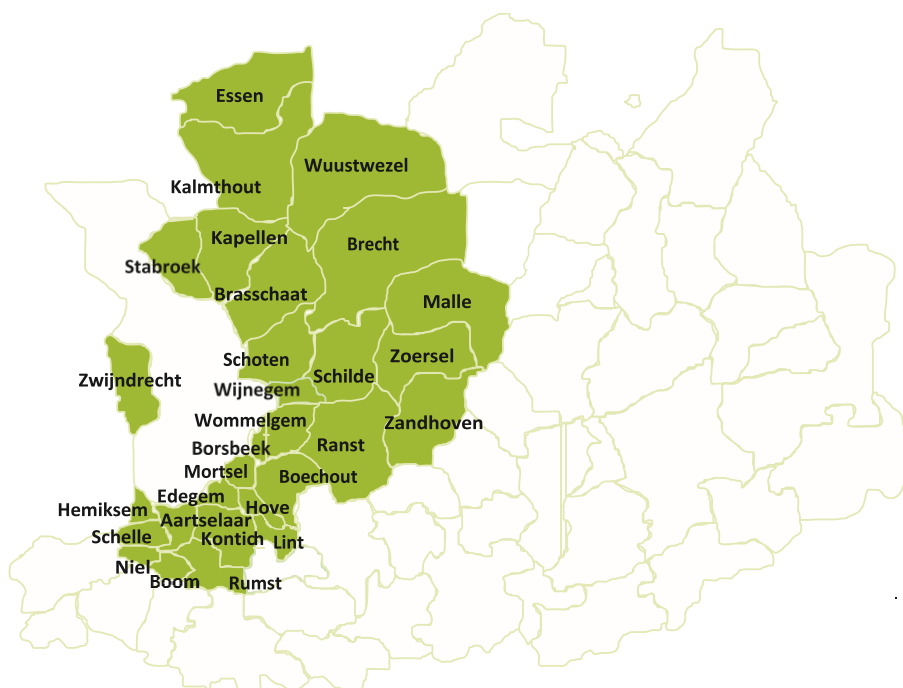 Essen
Wuustwezel
Kalmthout
Kapellen
Brecht
Stabroek
Brasschaat
Malle
Schoten
Zoersel
Schilde
Zwijndrecht
Wijnegem
Wommelgem
Zandhoven
Borsbeek
Ranst
Mortsel
Boechout
Edegem
Hove
Hemiksem
Aartselaar
Schelle
Kontich
Lint
Niel
Boom
Rumst